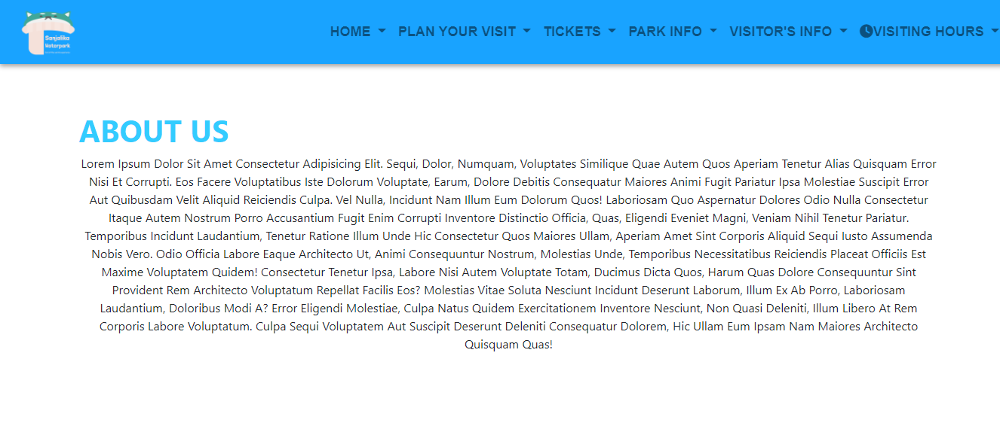 Sanjaliko
Waterpark
HOME PLAN YOUR VISIT TICKETS PARK INFO VISITOR'S INFO VISITING HOURS
ABOUT US
Lorem Ipsum Dolor Sit Amet Consectetur Adipisicing Elit. Sequi, Dolor, Numquam, Voluptates Similique Quae Autem Quos Aperiam Tenetur Alias Quisquam Error
Nisi Et Corrupti. Eos Facere Voluptatibus Iste Dolorum Voluptate, Earum, Dolore Debitis Consequatur Maiores Animi Fugit Pariatur Ipsa Molestiae Suscipit Error
Aut Quibusdam Velit Aliquid Reiciendis Culpa. Vel Nulla, Incidunt Nam Illum Eum Dolorum Quos! Laboriosam Quo Aspernatur Dolores Odio Nulla Consectetur
Itaque Autem Nostrum Porro Accusantium Fugit Enim Corrupti Inventore Distinctio Officia, Quas, Eligendi Eveniet Magni, Veniam Nihil Tenetur Pariatur.
Temporibus Incidunt Laudantium, Tenetur Ratione Illum Unde Hic Consectetur Quos Maiores Ullam, Aperiam Amet Sint Corporis Aliquid Sequi Iusto Assumenda
Nobis Vero. Odio Officia Labore Eaque Architecto Ut, Animi Consequuntur Nostrum, Molestias Unde, Temporibus Necessitatibus Reiciendis Placeat Officiis Est
Maxime Voluptatem Quidem! Consectetur Tenetur Ipsa, Labore Nisi Autem Voluptate Totam, Ducimus Dicta Quos, Harum Quas Dolore Consequuntur Sint
Provident Rem Architecto Voluptatum Repellat Facilis Eos? Molestias Vitae Soluta Nesciunt Incidunt Deserunt Laborum, Illum Ex Ab Porro, Laboriosam
Laudantium, Doloribus Modi A? Error Eligendi Molestiae, Culpa Natus Quidem Exercitationem Inventore Nesciunt, Non Quasi Deleniti, Illum Libero At Rem
Corporis Labore Voluptatum. Culpa Sequi Voluptatem Aut Suscipit Deserunt Deleniti Consequatur Dolorem, Hic Ullam Eum Ipsam Nam Maiores Architecto
Quisquam Quas!